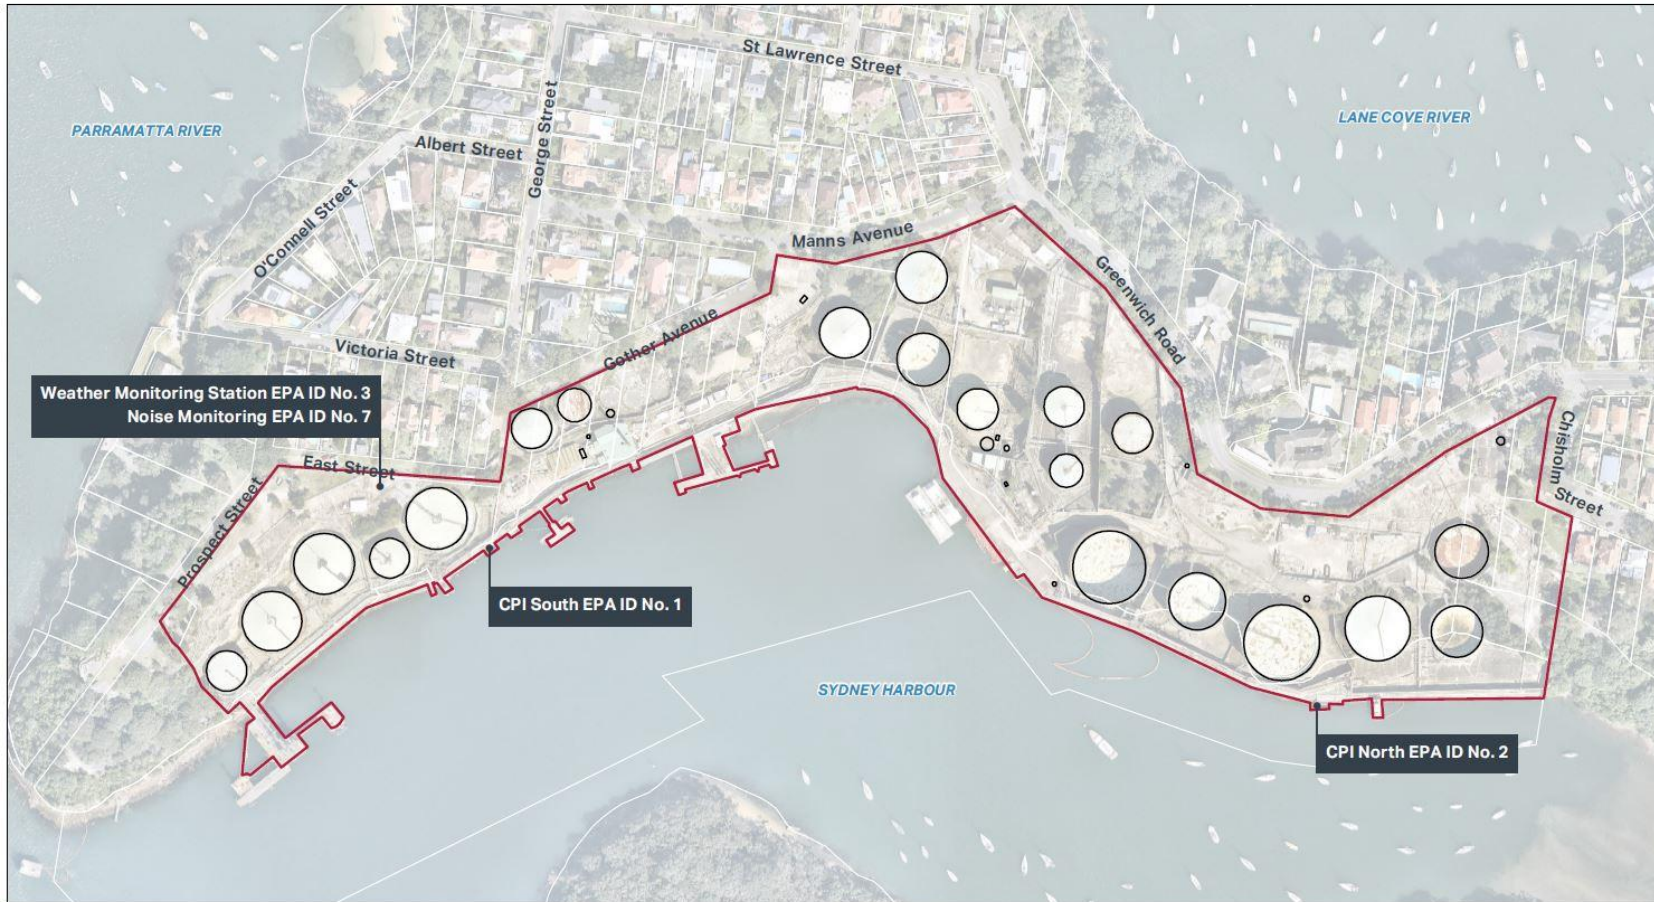 St Lawrence Street
PARRAMATTA RIVER
LANE COVE RIVER
George Street
Albert Street
O'Connell Street
Manns Avenue
Greenwich Road
Gother Avenue
Victoria Street
Weather Monitoring Station EPA ID No. 3
Noise Monitoring EPA ID No. 7
East Street
Prospect Street
Chisholm Street
CPI South EPA ID No. 1
SYDNEY HARBOUR
CPI North EPA ID No. 2